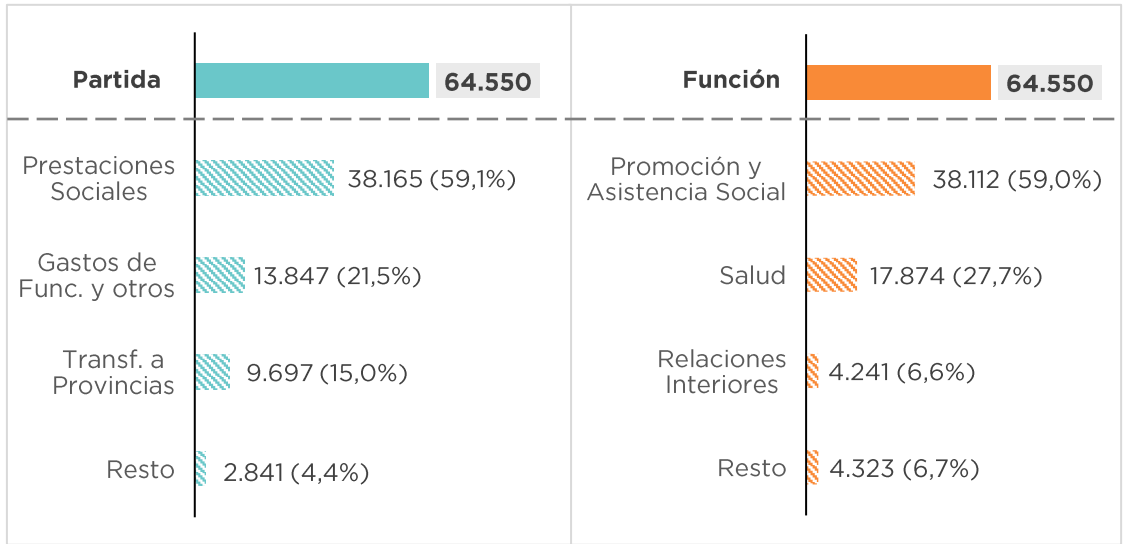 Partida 64.550
Prestaciones
Sociales
38.165 (59,1%)
Gastos de
Func. y otros
13.847 (21,5%)
Transf. a
Provincias
9.697 (15,0%)
Resto 2.841 (4,4%)
Función 64.550
Promoción y
Asistencia Social
38.112 (59,0%)
Salud 17.874 (27,7%)
Relaciones
Interiores
4.241 (6,6%)
Resto 4.323 (6,7%)